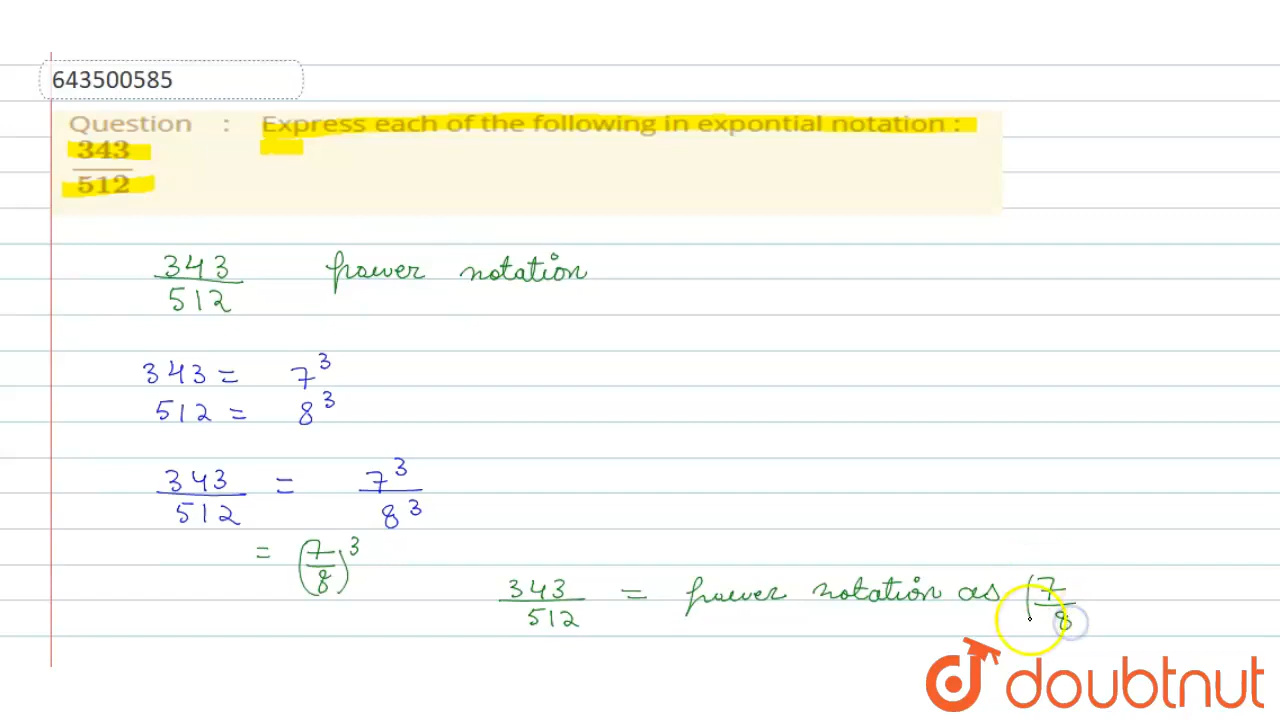 643500585
Question : Express each of the following in expontial notation :
343
512
343 power notation
512
343 = 7³
512 = 8³
343 = 7³
512 8³
= (7/8)³
343 = power notation as (7
512 8
doubtnut